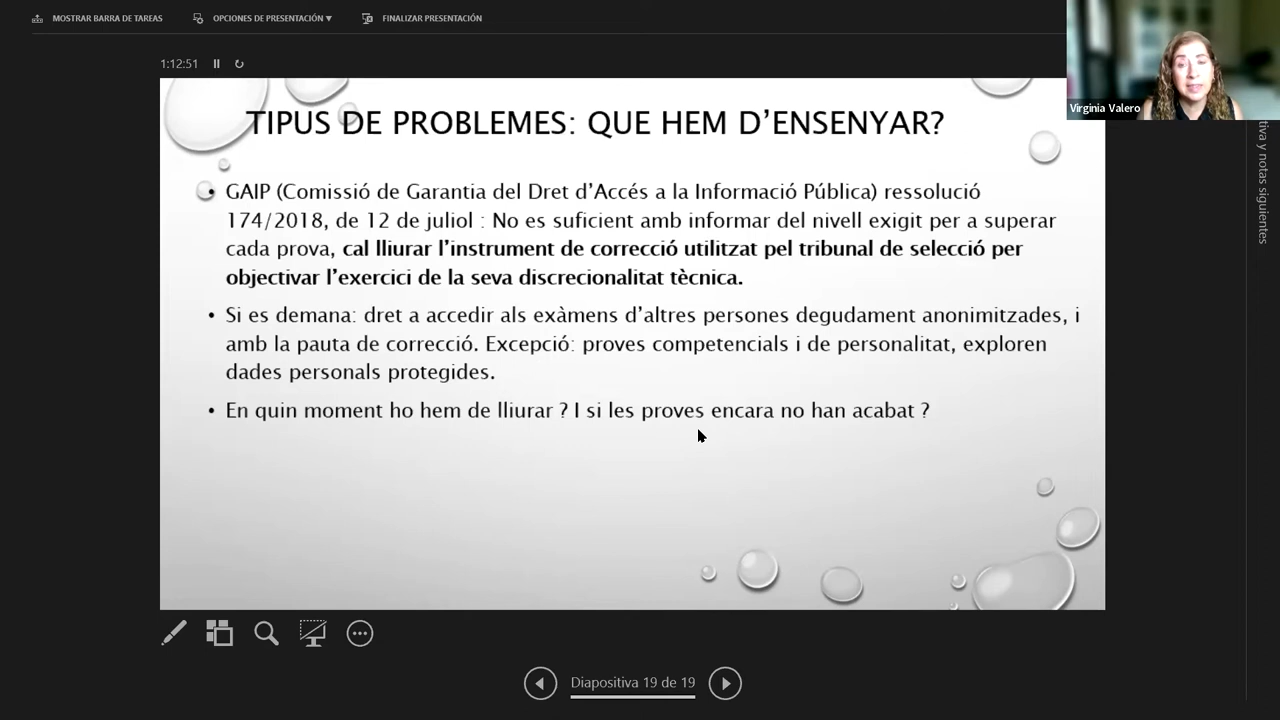 MOSTRAR BARRA DE TAREAS
OPCIONES DE PRESENTACIÓN ▼
FINALIZAR PRESENTACIÓN
1:12:51
Virginia Valero
tiva y notas siguientes
TIPUS DE PROBLEMES: QUE HEM D'ENSENYAR?
• GAIP (Comissió de Garantia del Dret d'Accés a la Informació Pública) ressolució
174/2018, de 12 de juliol : No es suficient amb informar del nivell exigit per a superar
cada prova, cal lliurar l'instrument de correcció utilitzat pel tribunal de selecció per
objectivar l'exercici de la seva discrecionalitat tècnica.
• Si es demana: dret a accedir als exàmens d'altres persones degudament anonimitzades, i
amb la pauta de correcció. Excepció: proves competencials i de personalitat, exploren
dades personals protegides.
• En quin moment ho hem de lliurar ? I si les proves encara no han acabat ?
Diapositiva 19 de 19